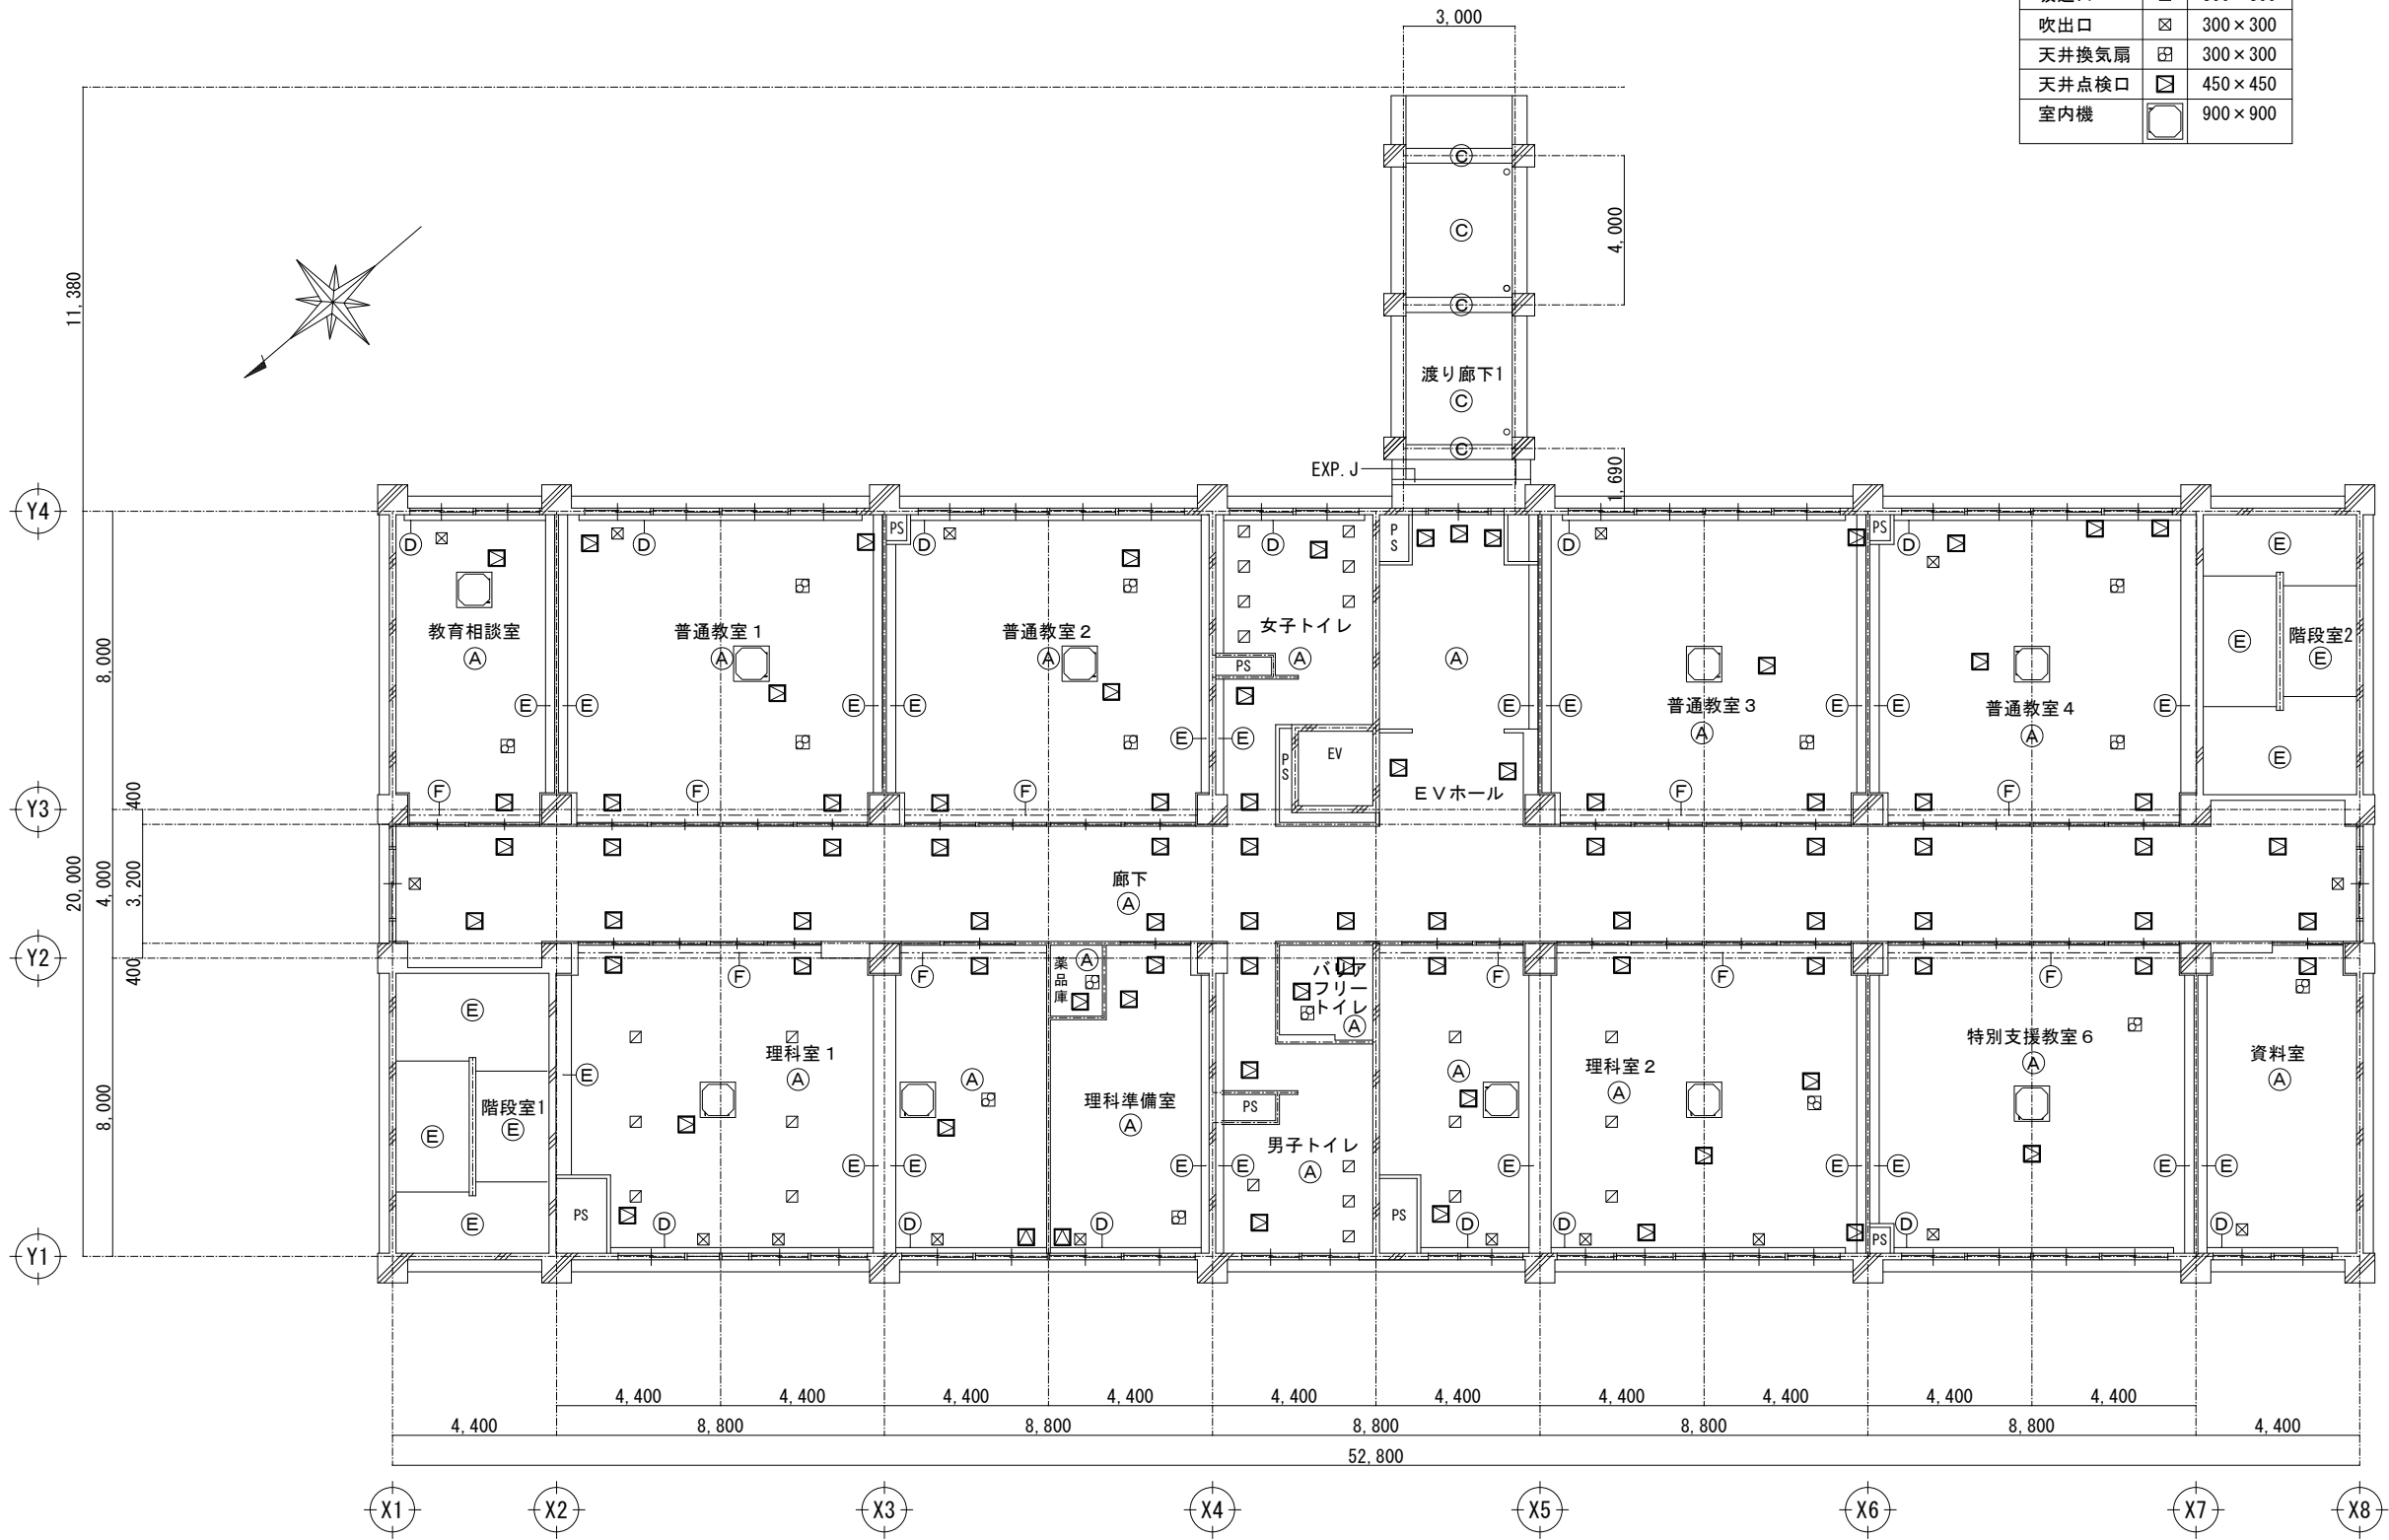 3,000
吹出口 300×300
天井換気扇 300×300
天井点検口 450×450
室内機 900×900
C
11,380
C
4,000
C
渡り廊下1
C
C
EXP.J
1,690
Y4
PS
PS
PS
D
D
D
D
D
D
E
8,000
教育相談室
A
普通教室1
A
普通教室2
A
女子トイレ
A
PS
A
E
階段室2
E
E
E
E
E
E
E
普通教室3
A
E
E
普通教室4
A
E
E
E
PS
EV
E
400
Y3
F
F
F
EVホール
F
F
20,000
4,000
3,200
廊下
A
Y2
400
F
F
薬品庫
A
バリア
フリー
トイレ
A
F
F
F
E
階段室1
E
E
E
E
理科室1
A
A
理科準備室
A
PS
男子トイレ
A
A
理科室2
A
特別支援教室6
A
資料室
A
8,000
E
E
E
E
E
E
E
E
E
PS
PS
PS
D
D
D
D
D
D
D
Y1
4,400
4,400
4,400
4,400
4,400
4,400
4,400
4,400
4,400
4,400
4,400
8,800
8,800
8,800
8,800
8,800
4,400
52,800
X1
X2
X3
X4
X5
X6
X7
X8